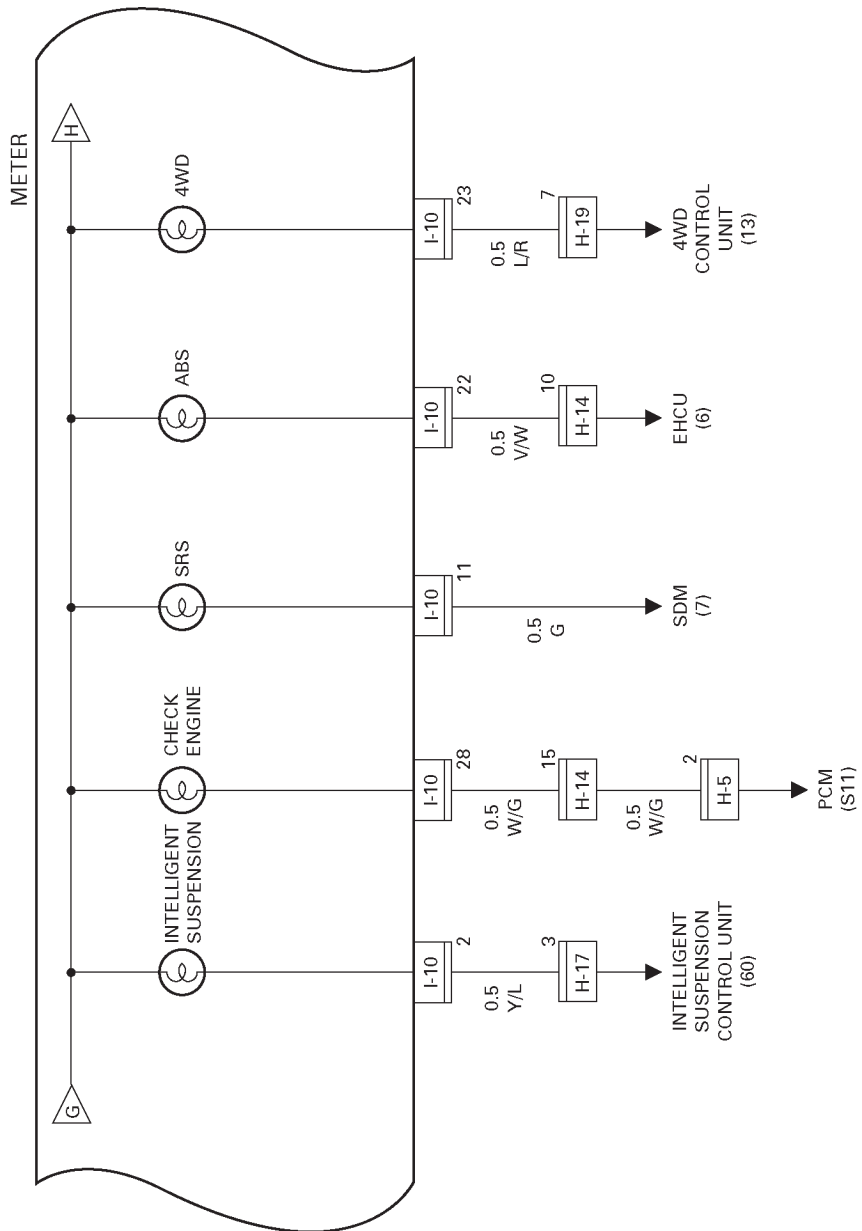 METER
G
H
INTELLIGENT
SUSPENSION
CHECK
ENGINE
SRS
ABS
4WD
I-10
2
I-10
28
I-10
11
I-10
22
I-10
23
0.5
Y/L
0.5
W/G
0.5
G
0.5
V/W
0.5
L/R
H-17
3
H-14
15
H-14
10
H-19
7
0.5
W/G
H-5
2
INTELLIGENT
SUSPENSION
CONTROL UNIT
(60)
PCM
(S11)
SDM
(7)
EHCU
(6)
4WD
CONTROL
UNIT
(13)